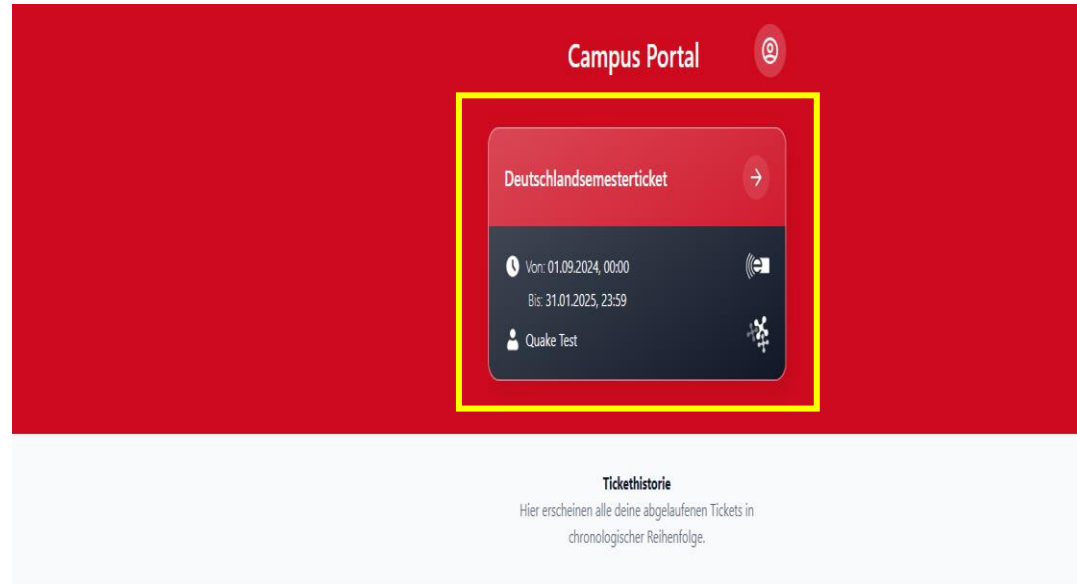 Campus Portal
Deutschlandsemesterticket
Von: 01.09.2024, 00:00
Bis: 31.01.2025, 23:59
Quake Test
Tickethistorie
Hier erscheinen alle deine abgelaufenen Tickets in
chronologischer Reihenfolge.